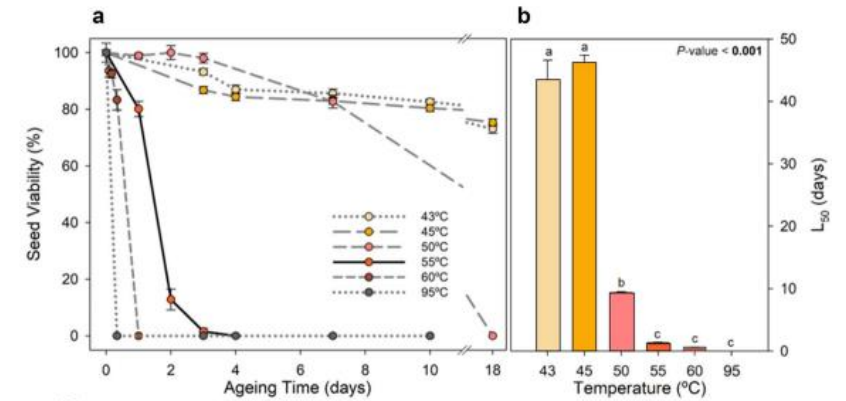 a
b
100
80
60
40
20
0
Seed Viability (%)
43ºC
45ºC
50ºC
55ºC
60ºC
95ºC
0
2
4
6
8
10
18
Ageing Time (days)
P-value < 0.001
a
a
b
c
c
c
50
40
30
20
10
0
L50 (days)
43
45
50
55
60
95
Temperature (ºC)